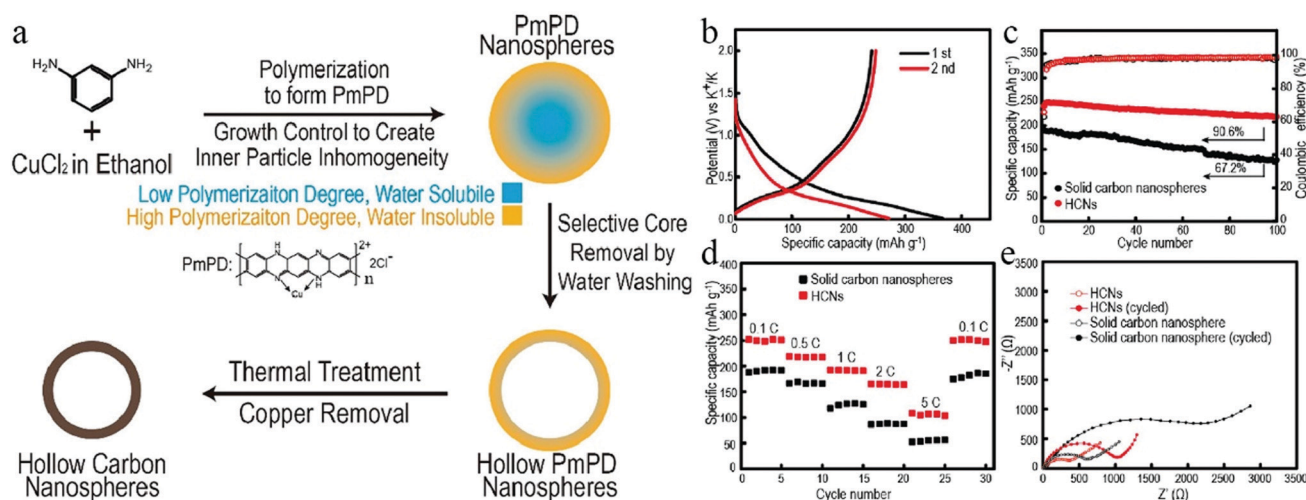 a
H₂N
NH₂
+
CuCl₂ in Ethanol
Polymerization
to form PmPD
Growth Control to Create
Inner Particle Inhomogeneity
PmPD
Nanospheres
Low Polymerizaiton Degree, Water Solubile
High Polymerizaiton Degree, Water Insoluble
PmPD:
H
N
N
N
N
H
Cu
2+
n
2Cl⁻
Selective Core
Removal by
Water Washing
Hollow PmPD
Nanospheres
Thermal Treatment
Copper Removal
Hollow Carbon
Nanospheres
b
Potential (V) vs K⁺/K
2.0
1.5
1.0
0.5
0.0
1 st
2 nd
0 100 200 300 400
Specific capacity (mAh g⁻¹)
c
Specific capacity (mAh g⁻¹)
350
300
250
200
150
100
50
0
90.6%
67.2%
Solid carbon nanospheres
HCNs
100
80
60
40
20
0
Coulombic efficiency (%)
0 20 40 60 80 100
Cycle number
d
Specific capacity (mAh g⁻¹)
400
350
300
250
200
150
100
50
0
Solid carbon nanospheres
HCNs
0.1 C
0.5 C
1 C
2 C
5 C
0.1 C
0 5 10 15 20 25 30
Cycle number
e
-Z'' (Ω)
3500
3000
2500
2000
1500
1000
500
0
HCNs
HCNs (cycled)
Solid carbon nanosphere
Solid carbon nanosphere (cycled)
0 500 1000 1500 2000 2500 3000 3500
Z' (Ω)